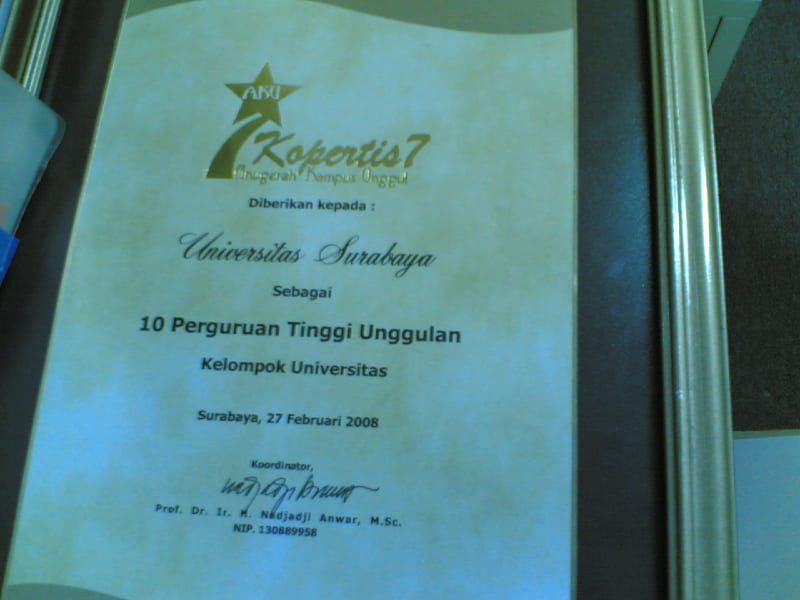 AKU
Kopertis 7
Anugerah Kampus Unggul
Diberikan kepada :
Universitas Surabaya
Sebagai
10 Perguruan Tinggi Unggulan
Kelompok Universitas
Surabaya, 27 Februari 2008
Koordinator,
Prof. Dr. Ir. H. Nadjadji Anwar, M.Sc.
NIP. 130889958